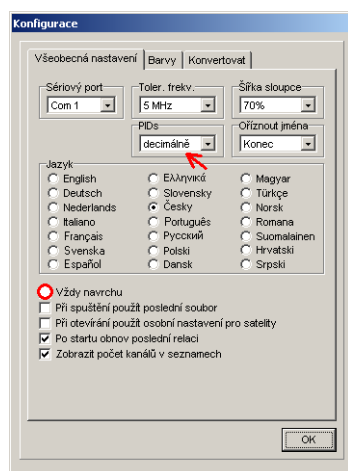 Konfigurace
Všeobecná nastavení Barvy Konvertovat
Sériový port Toler. frekv. Šířka sloupce
Com 1 5 MHz 70%
PIDs Oříznout jména
decimálně Konec
Jazyk
English Ελληνικά Magyar
Deutsch Slovensky Türkçe
Nederlands Česky Norsk
Italiano Português Romana
Français Русский Suomalainen
Svenska Polski Hrvatski
Español Dansk Srpski
Vždy navrchu
Při spuštění použít poslední soubor
Při otevírání použít osobní nastavení pro satelity
Po startu obnov poslední relaci
Zobrazit počet kanálů v seznamech
OK